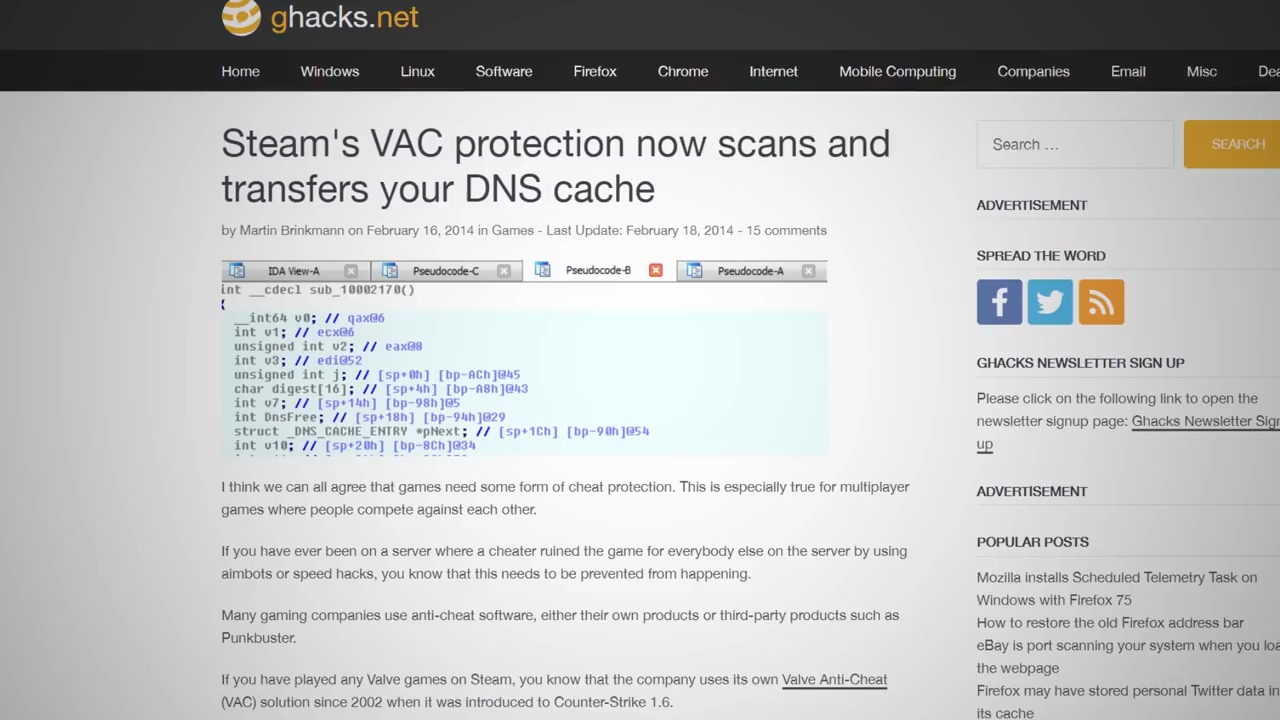 ghacks.net
Home Windows Linux Software Firefox Chrome Internet Mobile Computing Companies Email Misc
Steam's VAC protection now scans and
transfers your DNS cache
by Martin Brinkmann on February 16, 2014 in Games - Last Update: February 18, 2014 - 15 comments
IDA View-A Pseudocode-C Pseudocode-B Pseudocode-A
int __cdecl sub_10002170()
{
__int64 v0; // qax@6
int v1; // ecx@6
unsigned int v2; // eax@8
int v3; // edi@52
unsigned int j; // [sp+0h] [bp-ACh]@45
char digest[16]; // [sp+4h] [bp-A8h]@43
int v7; // [sp+14h] [bp-98h]@5
int DnsFree; // [sp+18h] [bp-94h]@29
struct _DNS_CACHE_ENTRY *pNext; // [sp+1Ch] [bp-90h]@54
int v10; // [sp+20h] [bp-8Ch]@34
I think we can all agree that games need some form of cheat protection. This is especially true for multiplayer
games where people compete against each other.
If you have ever been on a server where a cheater ruined the game for everybody else on the server by using
aimbots or speed hacks, you know that this needs to be prevented from happening.
Many gaming companies use anti-cheat software, either their own products or third-party products such as
Punkbuster.
If you have played any Valve games on Steam, you know that the company uses its own Valve Anti-Cheat
(VAC) solution since 2002 when it was introduced to Counter-Strike 1.6.
Search ...
SEARCH
ADVERTISEMENT
SPREAD THE WORD
GHACKS NEWSLETTER SIGN UP
Please click on the following link to open the
newsletter signup page: Ghacks Newsletter Sign
up
ADVERTISEMENT
POPULAR POSTS
Mozilla installs Scheduled Telemetry Task on
Windows with Firefox 75
How to restore the old Firefox address bar
eBay is port scanning your system when you
the webpage
Firefox may have stored personal Twitter data in
its cache